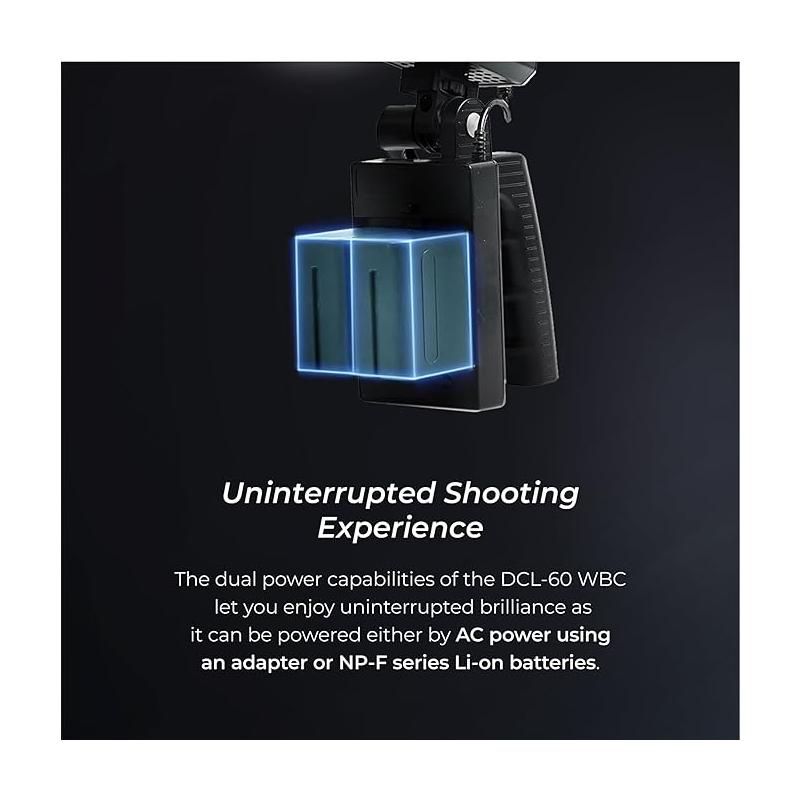 Uninterrupted Shooting
Experience
The dual power capabilities of the DCL-60 WBC
let you enjoy uninterrupted brilliance as
it can be powered either by AC power using
an adapter or NP-F series Li-on batteries.